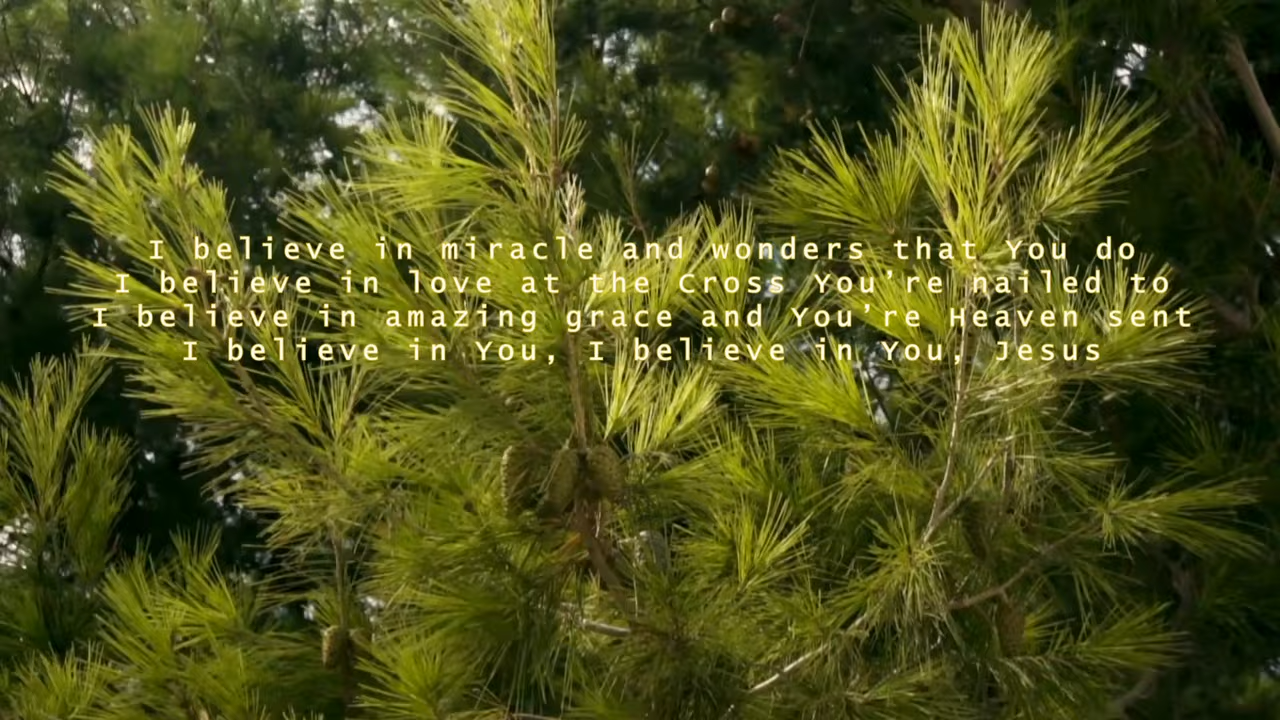 I believe in miracle and wonders that You do
I believe in love at the Cross You’re nailed to
I believe in amazing grace and You’re Heaven sent
I believe in You, I believe in You, Jesus